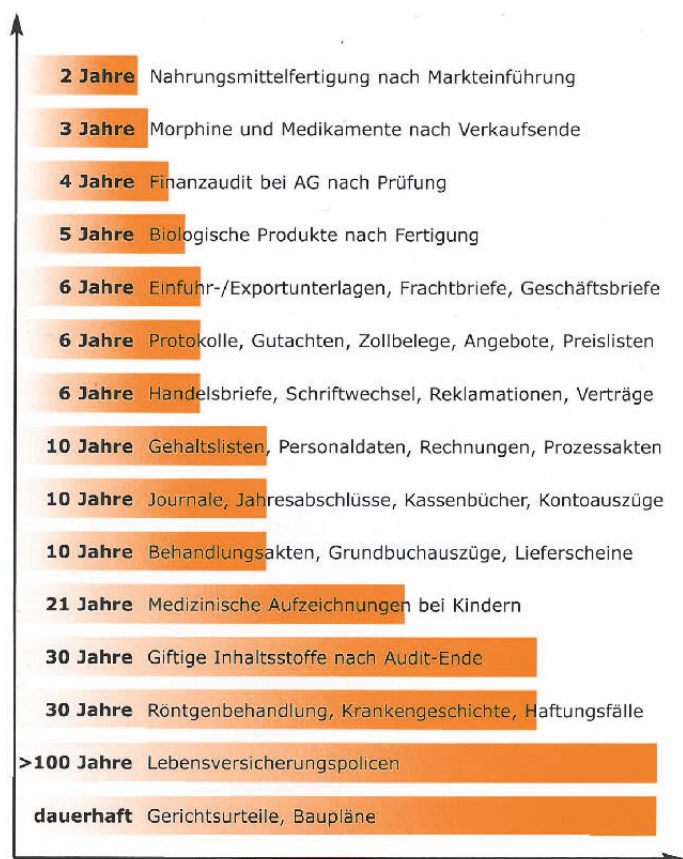 2 Jahre Nahrungsmittelfertigung nach Markteinführung
3 Jahre Morphine und Medikamente nach Verkaufsende
4 Jahre Finanzaudit bei AG nach Prüfung
5 Jahre Biologische Produkte nach Fertigung
6 Jahre Einfuhr-/Exportunterlagen, Frachtbriefe, Geschäftsbriefe
6 Jahre Protokolle, Gutachten, Zollbelege, Angebote, Preislisten
6 Jahre Handelsbriefe, Schriftwechsel, Reklamationen, Verträge
10 Jahre Gehaltslisten, Personaldaten, Rechnungen, Prozessakten
10 Jahre Journale, Jahresabschlüsse, Kassenbücher, Kontoauszüge
10 Jahre Behandlungsakten, Grundbuchauszüge, Lieferscheine
21 Jahre Medizinische Aufzeichnungen bei Kindern
30 Jahre Giftige Inhaltsstoffe nach Audit-Ende
30 Jahre Röntgenbehandlung, Krankengeschichte, Haftungsfälle
>100 Jahre Lebensversicherungspolicen
dauerhaft Gerichtsurteile, Baupläne